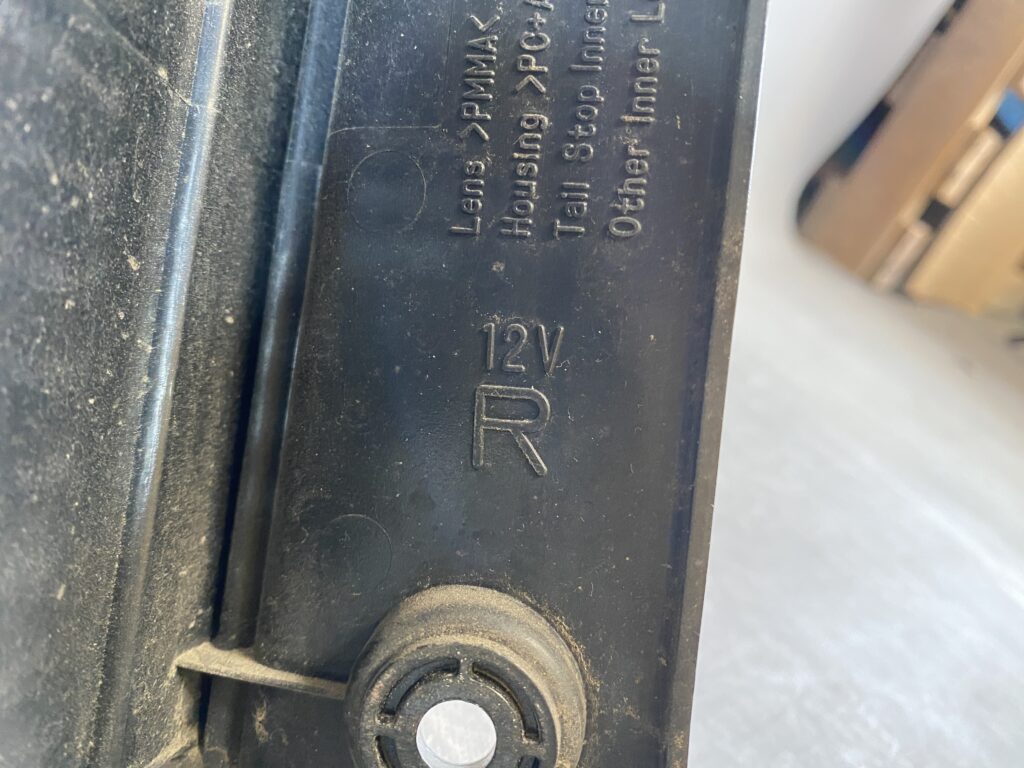 Lens >PMMA<
Housing >PC+A
Tail Stop Inner
Other Inner L
12V
R